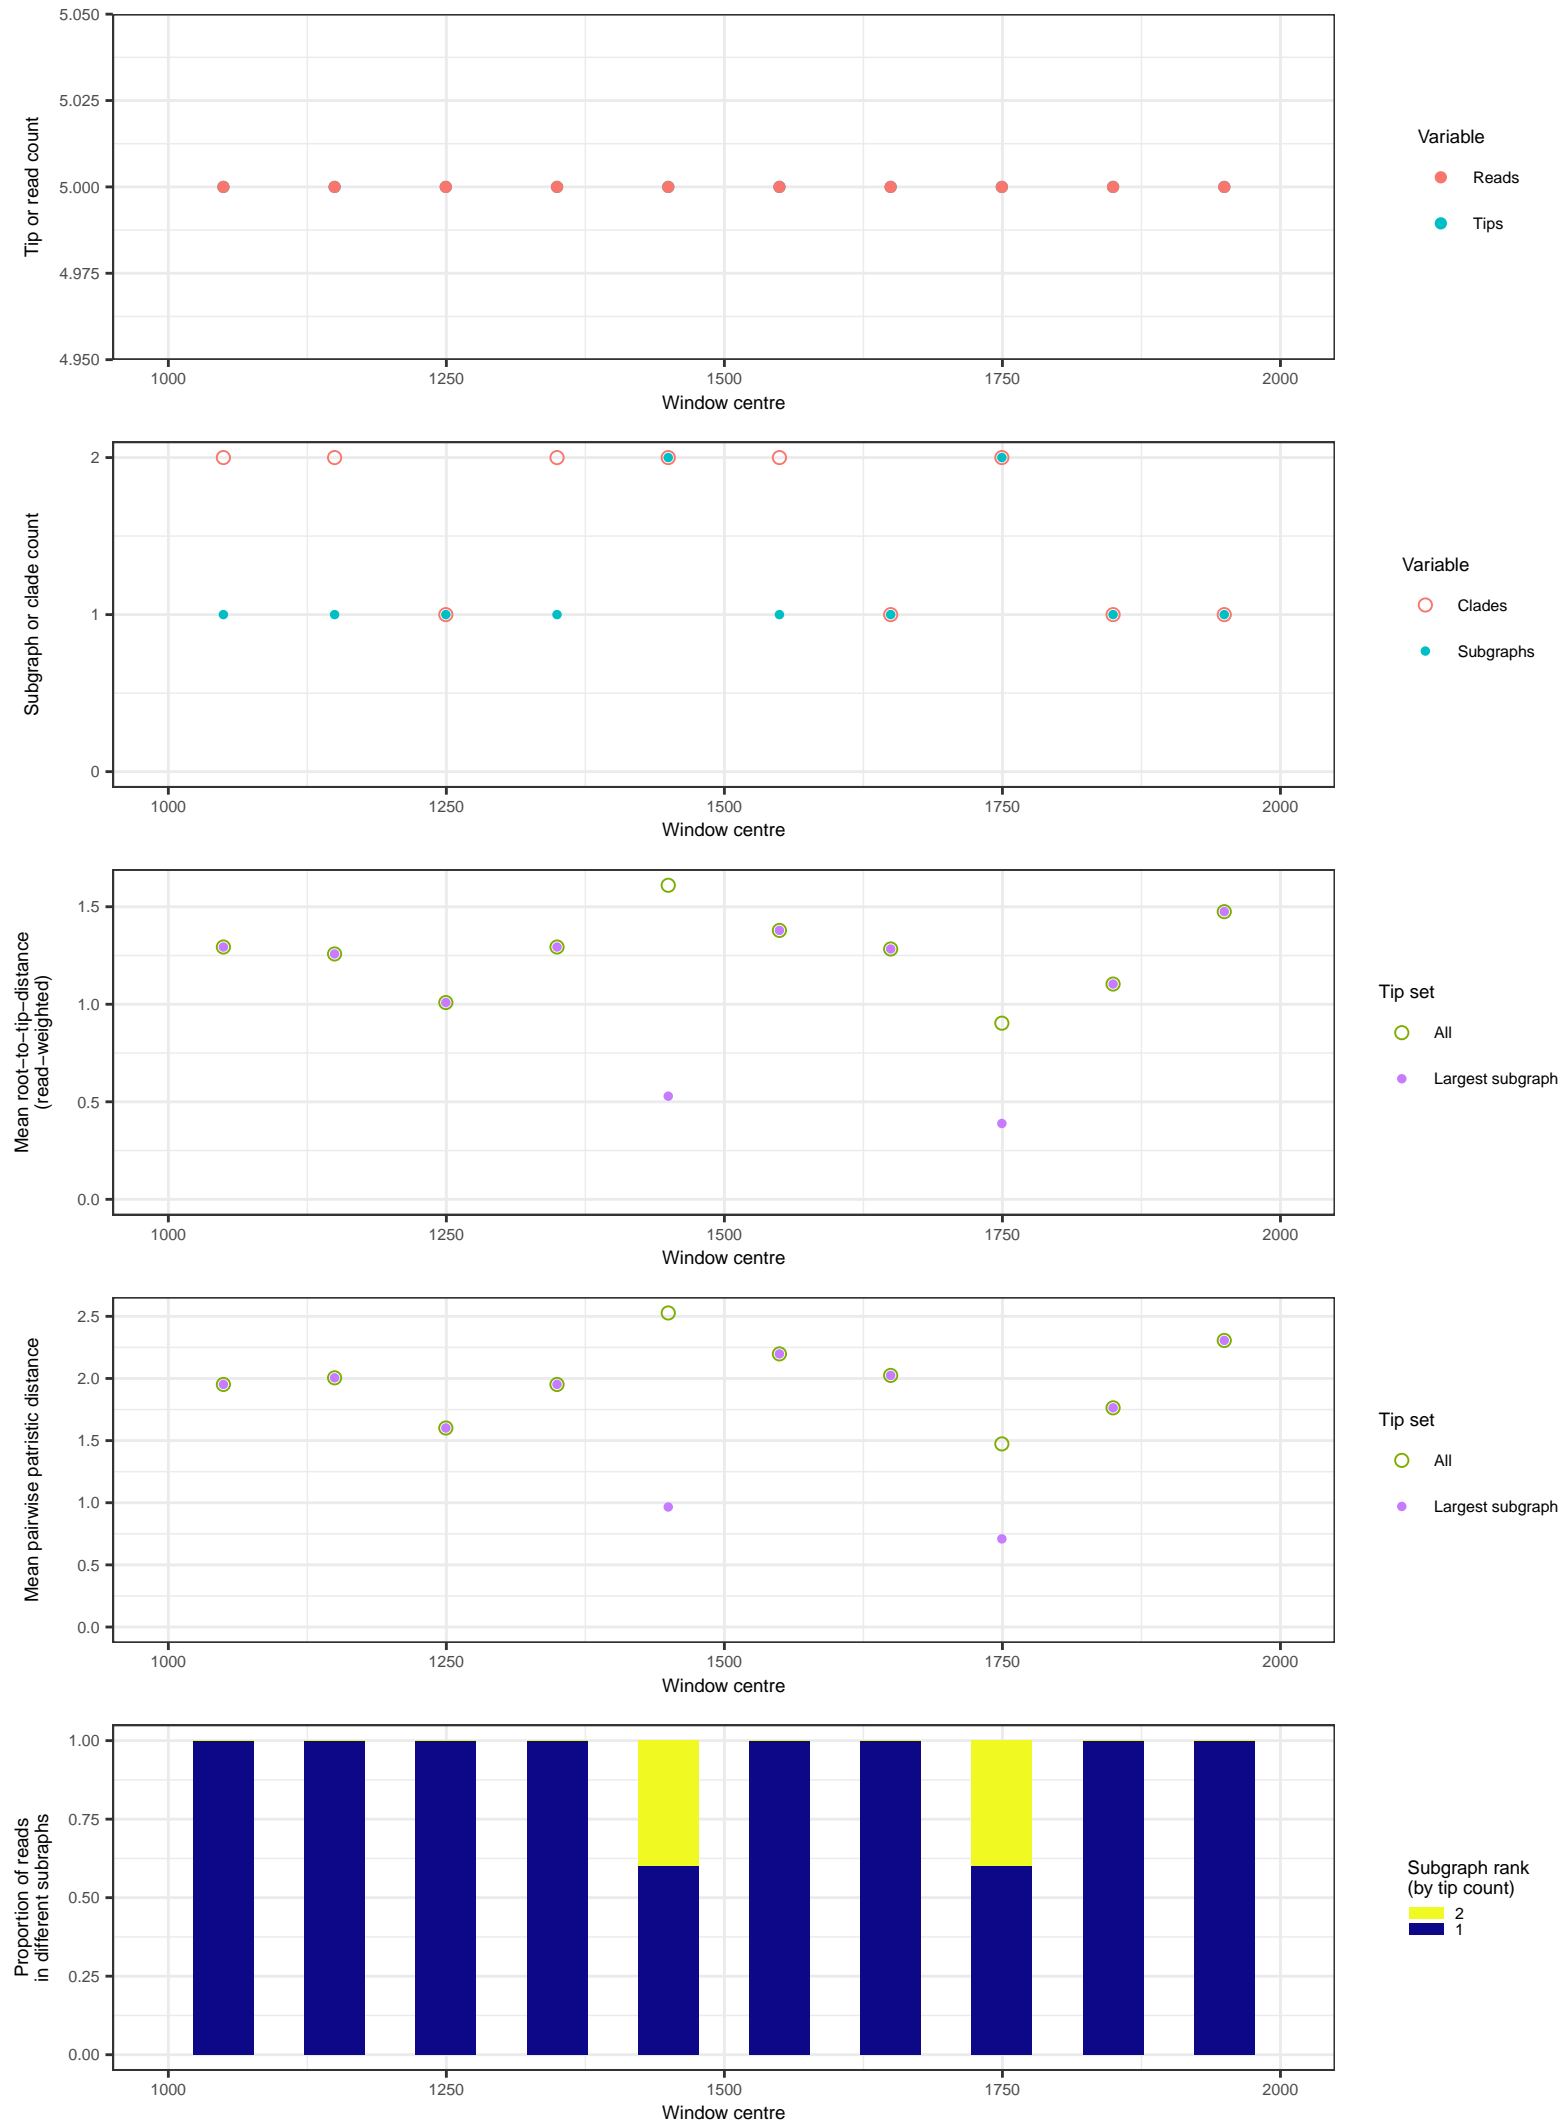 5.050
5.025
5.000
4.975
4.950
Tip or read count
1000 1250 1500 1750 2000
Window centre
Variable
Reads
Tips
2
1
0
Subgraph or clade count
1000 1250 1500 1750 2000
Window centre
Variable
Clades
Subgraphs
1.5
1.0
0.5
0.0
Mean root−to−tip−distance
(read−weighted)
1000 1250 1500 1750 2000
Window centre
Tip set
All
Largest subgraph
2.5
2.0
1.5
1.0
0.5
0.0
Mean pairwise patristic distance
1000 1250 1500 1750 2000
Window centre
Tip set
All
Largest subgraph
1.00
0.75
0.50
0.25
0.00
Proportion of reads
in different subraphs
1000 1250 1500 1750 2000
Window centre
Subgraph rank
(by tip count)
2
1